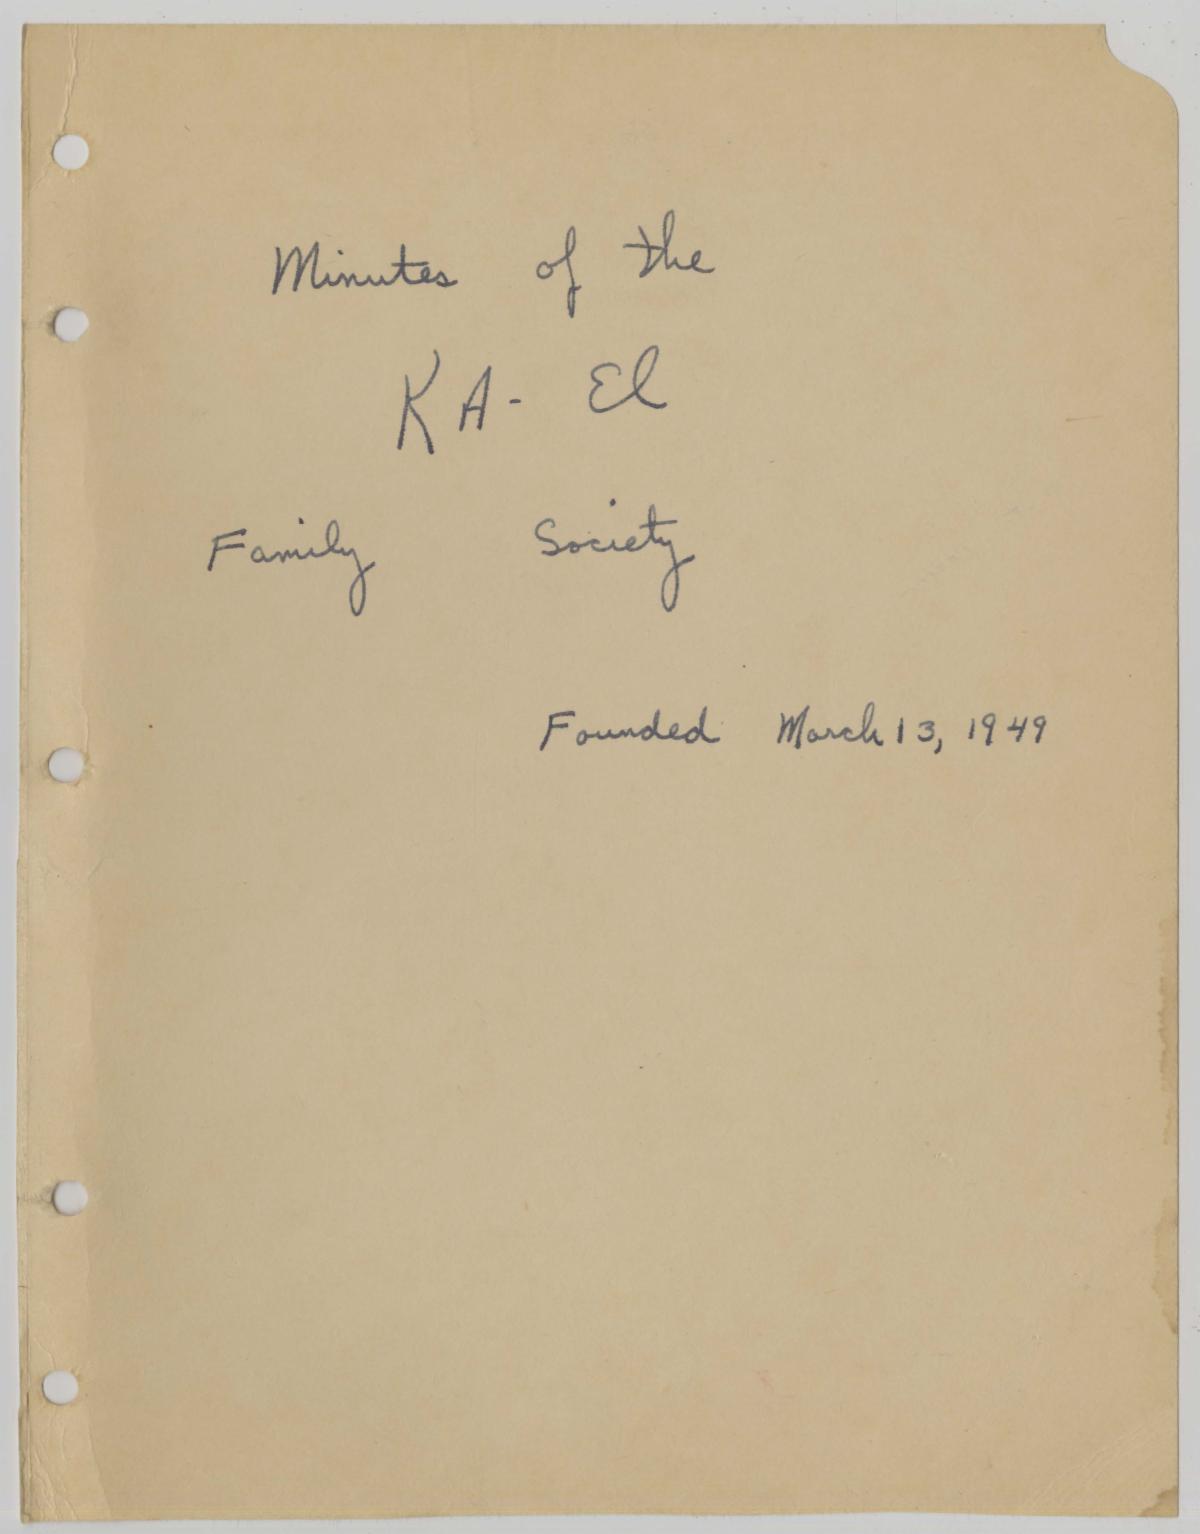 Minutes of the
KA- El
Family Society
Founded March 13, 1949